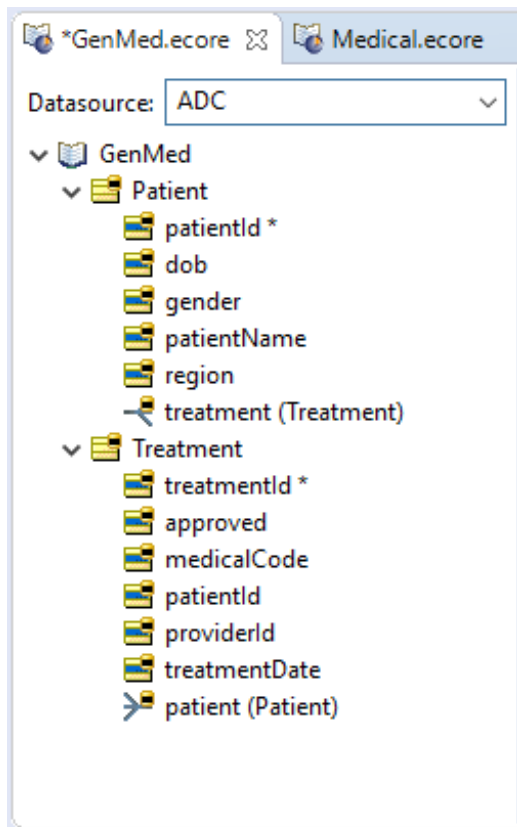 *GenMed.ecore Medical.ecore
Datasource: ADC
GenMed
Patient
patientId *
dob
gender
patientName
region
treatment (Treatment)
Treatment
treatmentId *
approved
medicalCode
patientId
providerId
treatmentDate
patient (Patient)